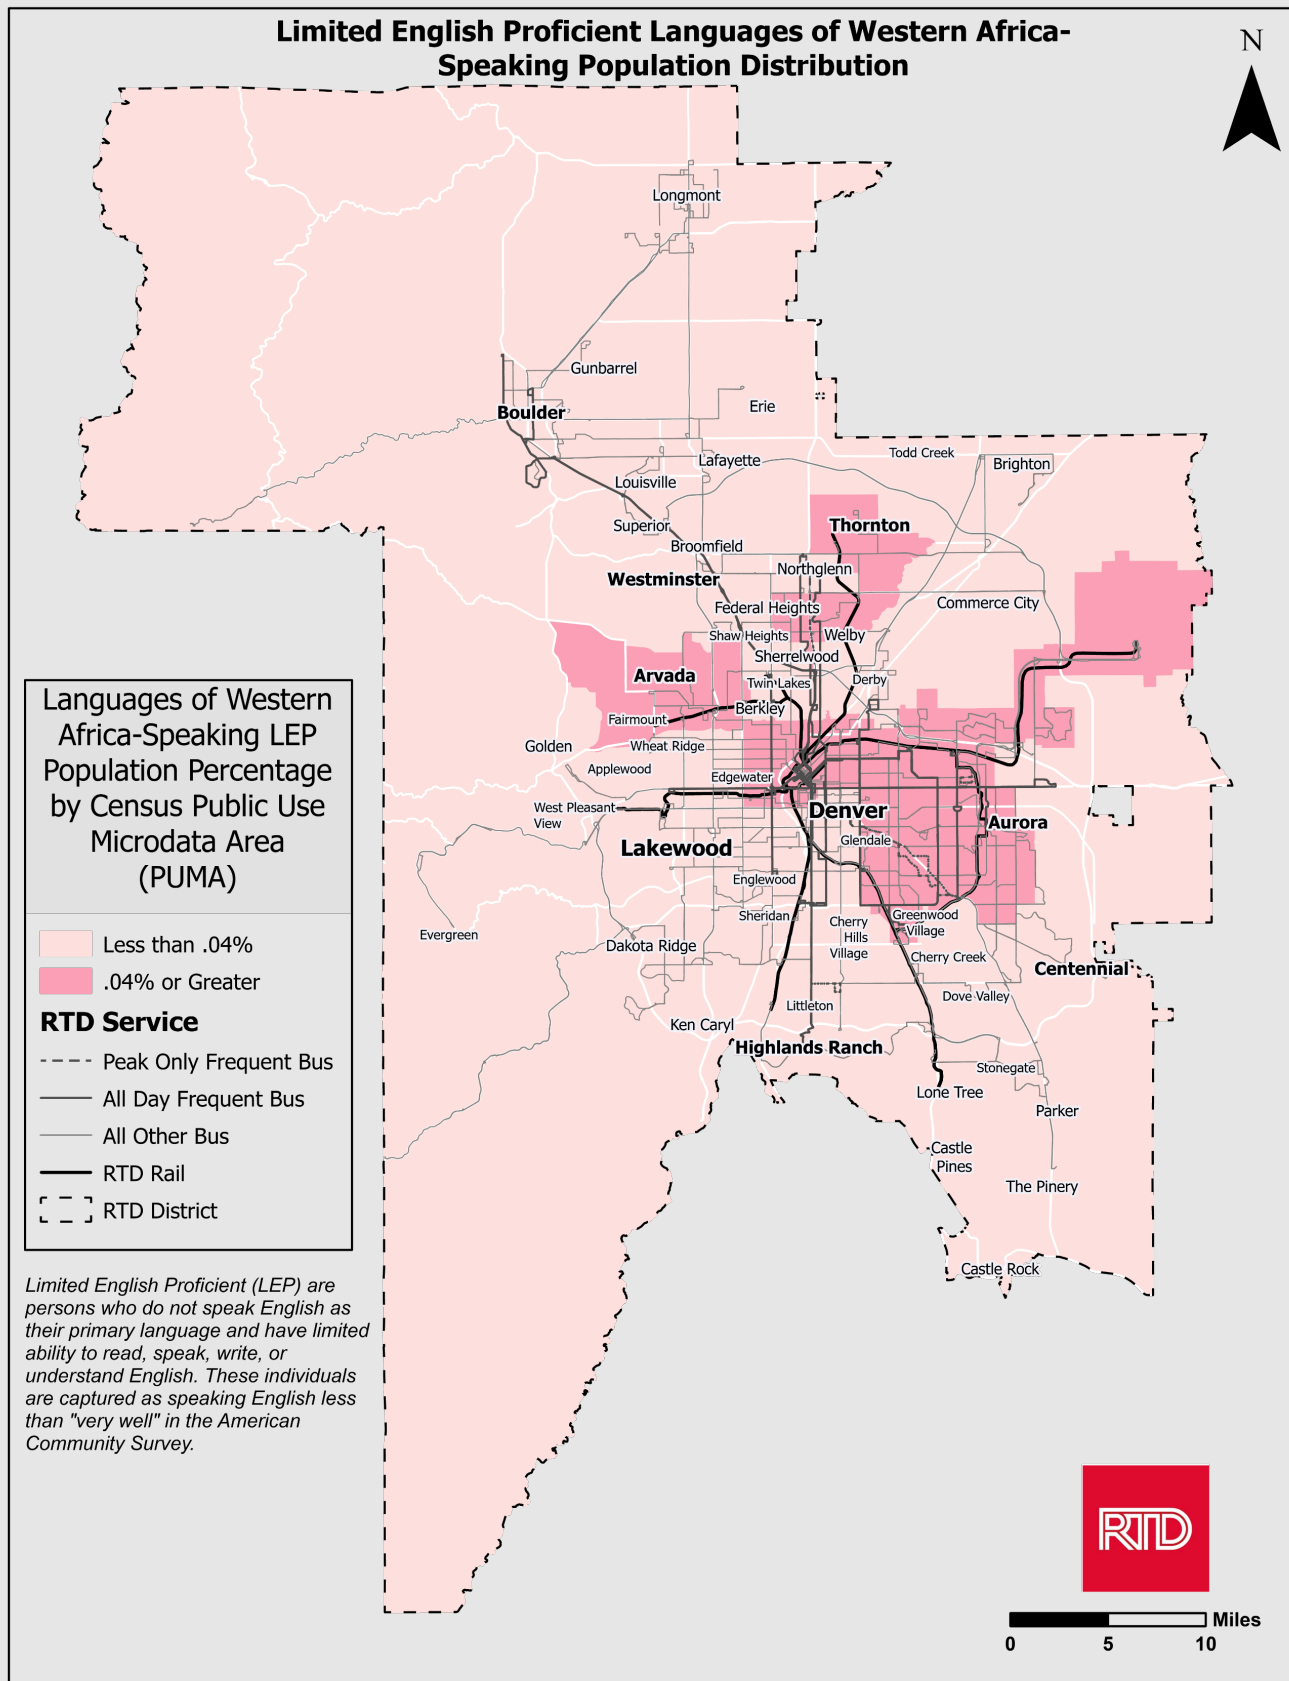 Limited English Proficient Languages of Western Africa-
Speaking Population Distribution
N
Longmont
Gunbarrel
Boulder
Erie
Lafayette
Todd Creek
Brighton
Louisville
Superior
Thornton
Broomfield
Northglenn
Westminster
Federal Heights
Commerce City
Shaw Heights
Welby
Sherrelwood
Arvada
Twin Lakes
Derby
Berkley
Fairmount
Golden
Wheat Ridge
Applewood
Edgewater
West Pleasant
View
Denver
Aurora
Lakewood
Glendale
Englewood
Sheridan
Cherry
Hills
Village
Greenwood
Village
Evergreen
Dakota Ridge
Cherry Creek
Centennial
Dove Valley
Littleton
Ken Caryl
Highlands Ranch
Stonegate
Lone Tree
Parker
Castle
Pines
The Pinery
Castle Rock
Languages of Western
Africa-Speaking LEP
Population Percentage
by Census Public Use
Microdata Area
(PUMA)
Less than .04%
.04% or Greater
RTD Service
Peak Only Frequent Bus
All Day Frequent Bus
All Other Bus
RTD Rail
RTD District
Limited English Proficient (LEP) are
persons who do not speak English as
their primary language and have limited
ability to read, speak, write, or
understand English. These individuals
are captured as speaking English less
than "very well" in the American
Community Survey.
RTD
Miles
0 5 10